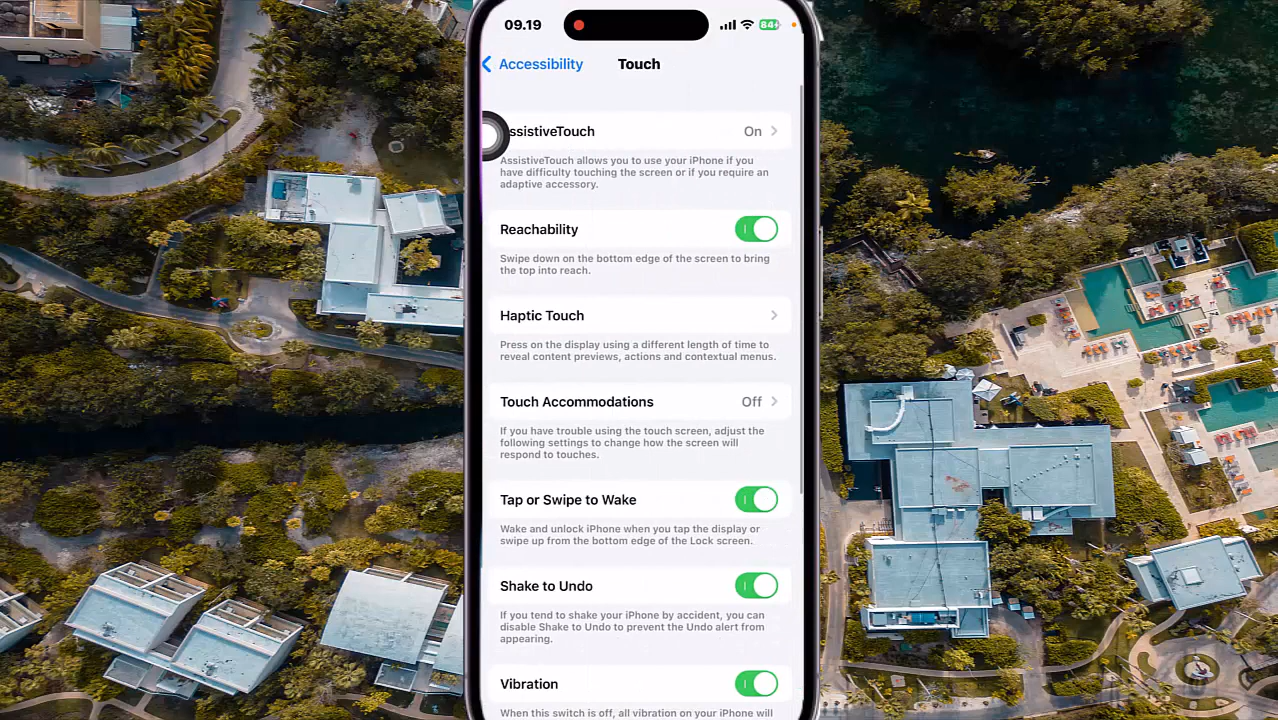 09.19
84
Accessibility
Touch
ssistiveTouch
On
AssistiveTouch allows you to use your iPhone if you
have difficulty touching the screen or if you require an
adaptive accessory.
Reachability
Swipe down on the bottom edge of the screen to bring
the top into reach.
Haptic Touch
Press on the display using a different length of time to
reveal content previews, actions and contextual menus.
Touch Accommodations
Off
If you have trouble using the touch screen, adjust the
following settings to change how the screen will
respond to touches.
Tap or Swipe to Wake
Wake and unlock iPhone when you tap the display or
swipe up from the bottom edge of the Lock screen.
Shake to Undo
If you tend to shake your iPhone by accident, you can
disable Shake to Undo to prevent the Undo alert from
appearing.
Vibration
When this switch is off, all vibration on your iPhone will